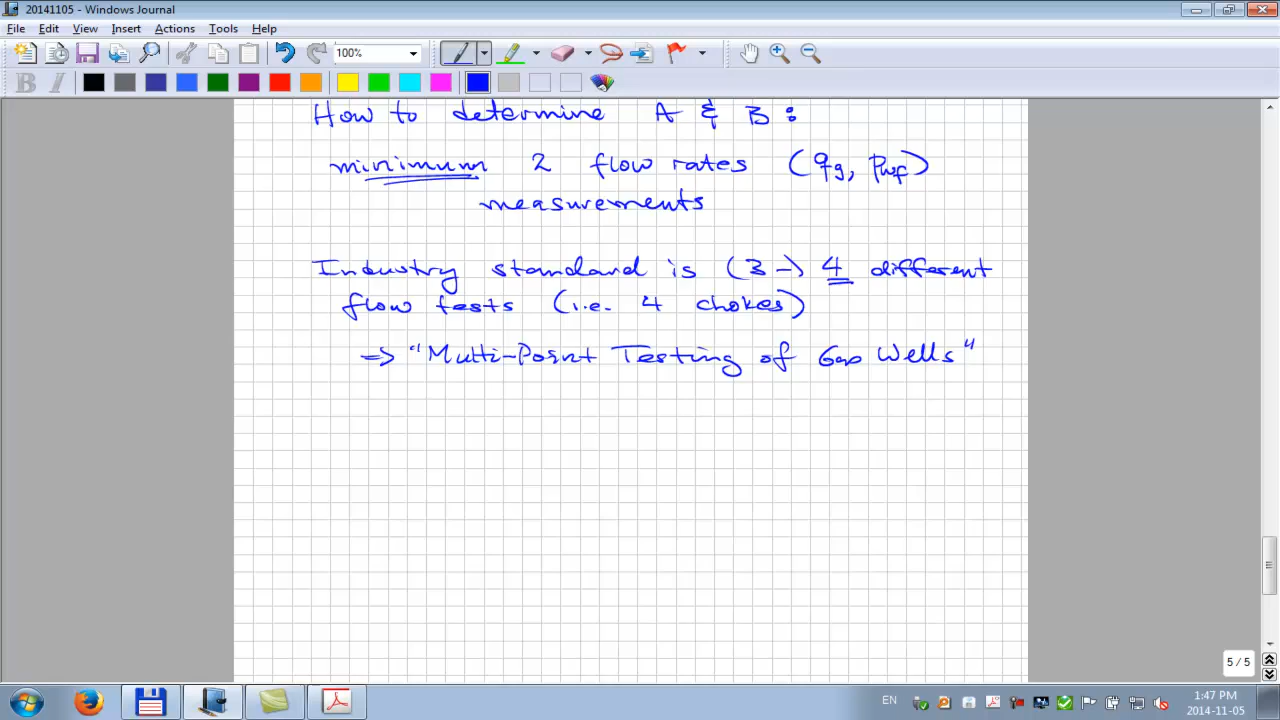 20141105 - Windows Journal
File Edit View Insert Actions Tools Help
100%
B I
How to determine A & B:
minimum 2 flow rates (qg, pwf)
measurements
Industry standard is (3-) 4 different
flow tests (i.e. 4 chokes)
=> "Multi-Point Testing of Gas Wells"
5 / 5
EN
1:47 PM
2014-11-05